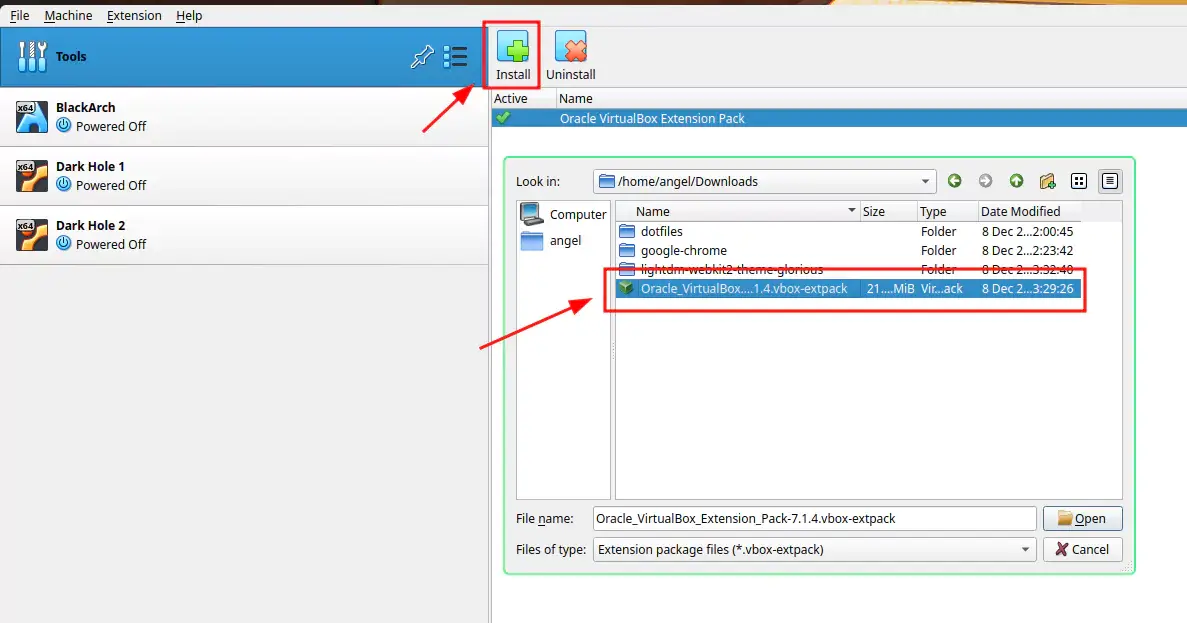 File Machine Extension Help
Tools
Install Uninstall
Active Name
Oracle VirtualBox Extension Pack
x64 BlackArch
Powered Off
x64 Dark Hole 1
Powered Off
x64 Dark Hole 2
Powered Off
Look in: /home/angel/Downloads
Computer
angel
Name Size Type Date Modified
dotfiles Folder 8 Dec 2...2:00:45
google-chrome Folder 8 Dec 2...2:23:42
lightdm-webkit2-theme-glorious Folder 8 Dec 2...3:32:40
Oracle_VirtualBox....1.4.vbox-extpack 21....MiB Vir...ack 8 Dec 2...3:29:26
File name: Oracle_VirtualBox_Extension_Pack-7.1.4.vbox-extpack Open
Files of type: Extension package files (*.vbox-extpack) Cancel